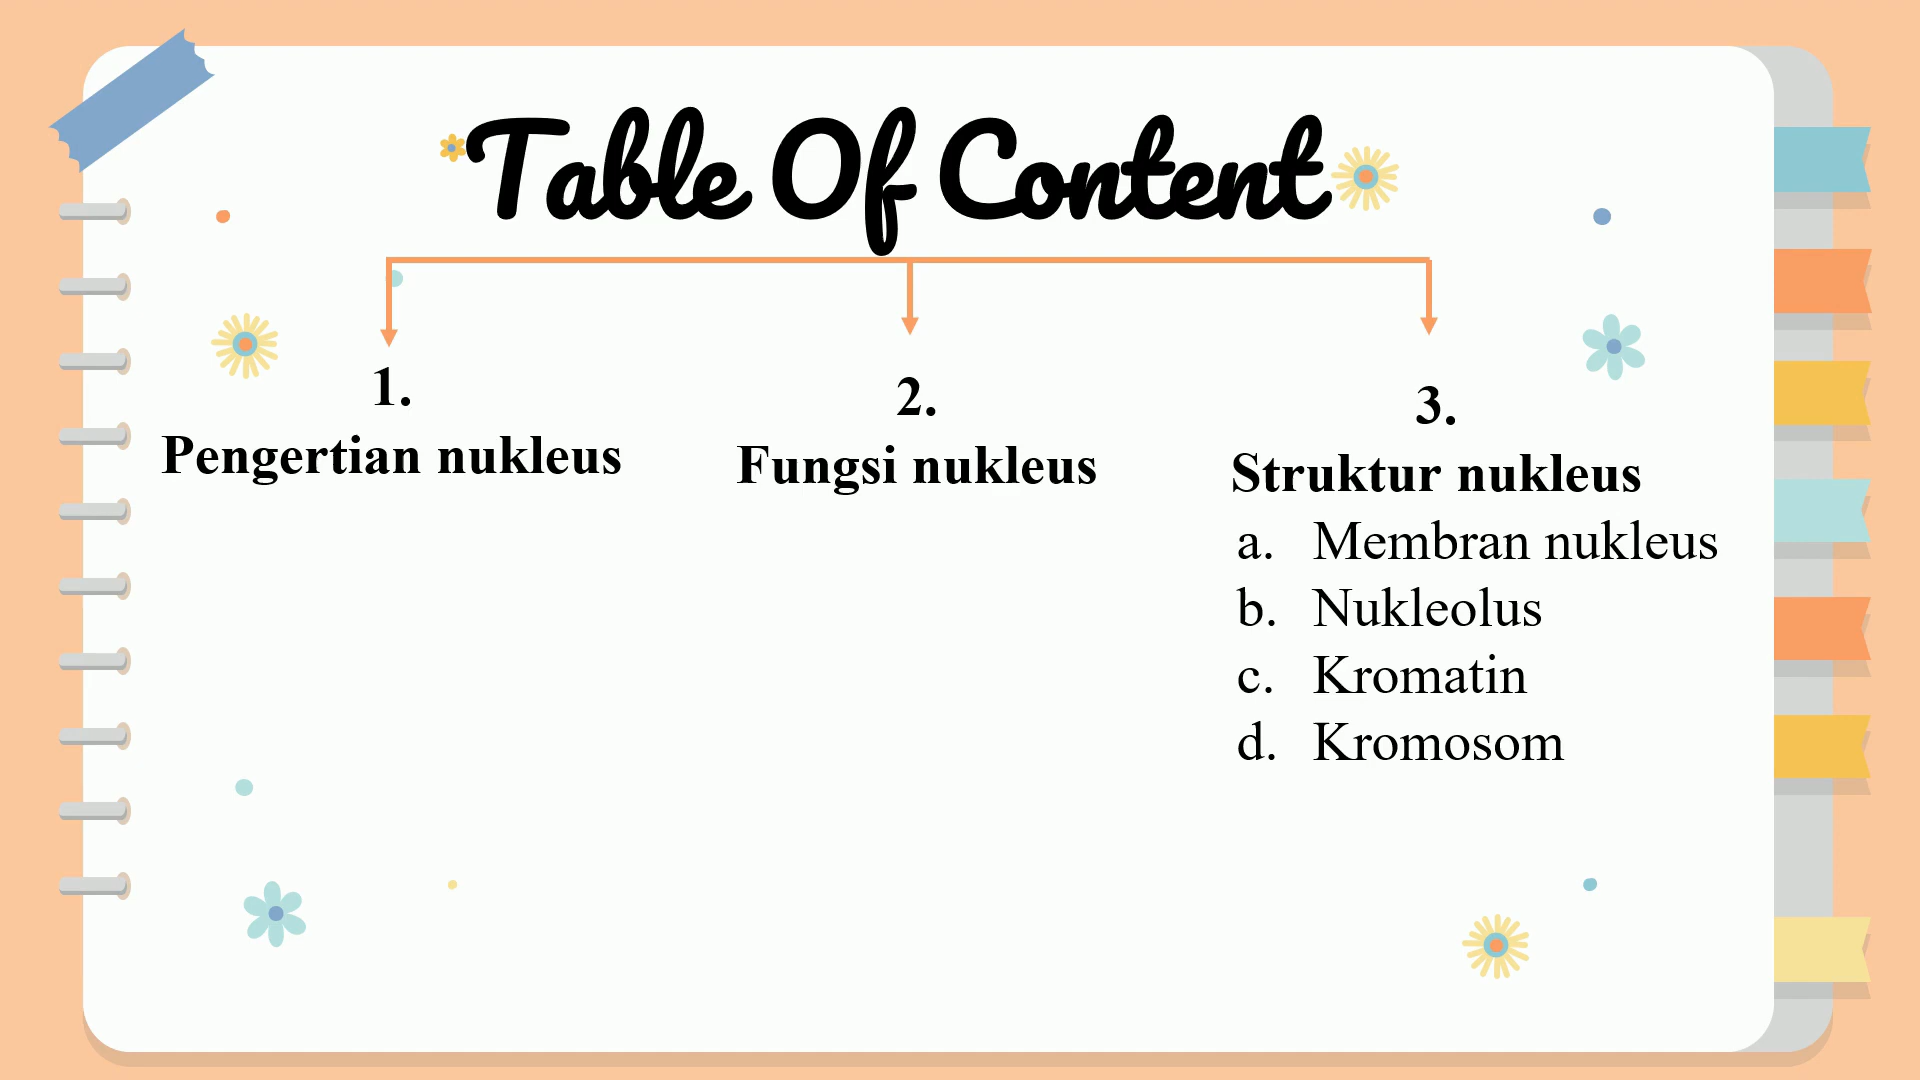 Table Of Content
1.
Pengertian nukleus
2.
Fungsi nukleus
3.
Struktur nukleus
a. Membran nukleus
b. Nukleolus
c. Kromatin
d. Kromosom